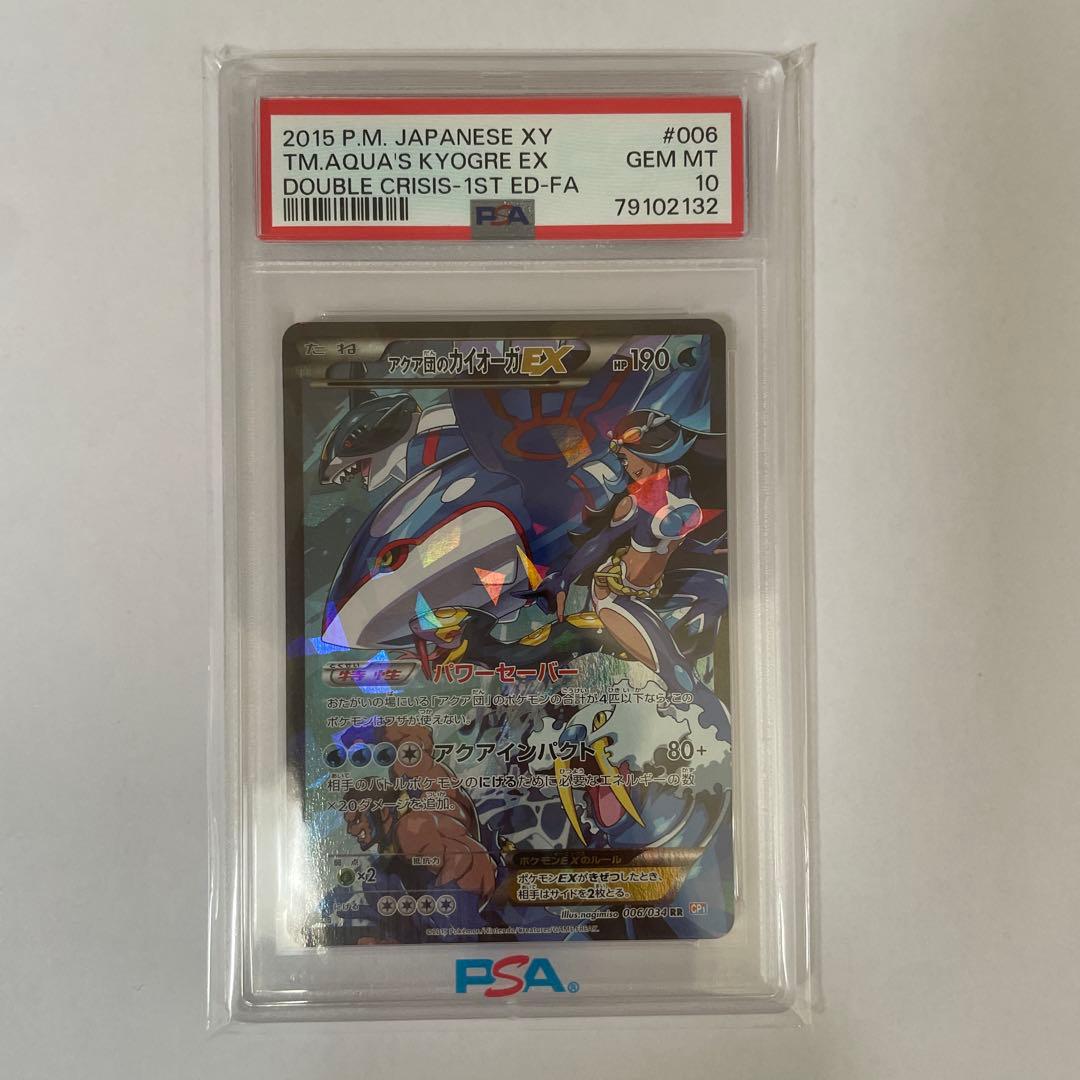 2015 P.M. JAPANESE XY #006
TM.AQUA'S KYOGRE EX GEM MT
DOUBLE CRISIS-1ST ED-FA 10
PSA 79102132
たね アクア団のカイオーガEX HP190
特性 パワーセーバー
おたがいの場にいる「アクア団」のポケモンの合計が4匹以下なら、この
ポケモンはワザが使えない。
アクアインパクト 80+
相手のバトルポケモンのにげるために必要なエネルギーの数
×20ダメージを追加。
ポケモンEXのルール
弱点 ×2 抵抗力
ポケモンEXがきぜつしたとき、
相手はサイドを2枚とる。
にげる
Illus.nagimiso 006/034 RR CP1
©2015 Pokémon/Nintendo/Creatures/GAME FREAK.
PSA®